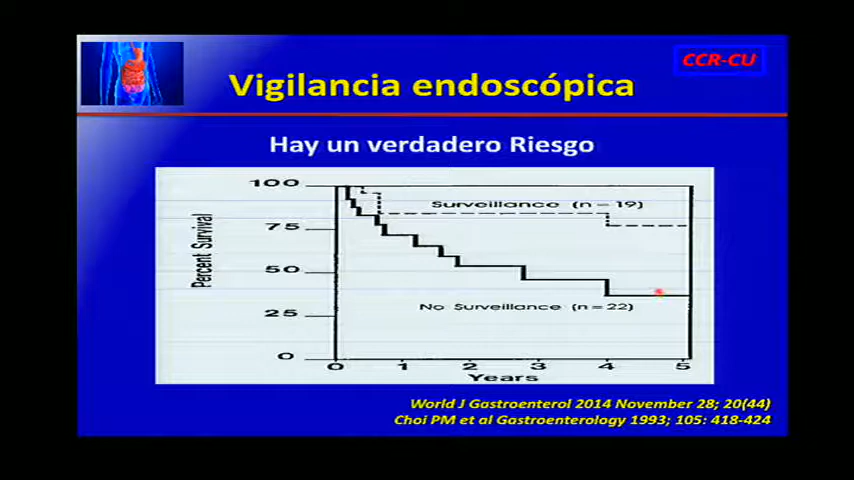 CCR-CU
Vigilancia endoscópica
Hay un verdadero Riesgo
100
75
50
25
0
Percent Survival
Surveillance (n = 19)
No Surveillance (n = 22)
0 1 2 3 4 5
Years
World J Gastroenterol 2014 November 28; 20(44)
Choi PM et al Gastroenterology 1993; 105: 418-424